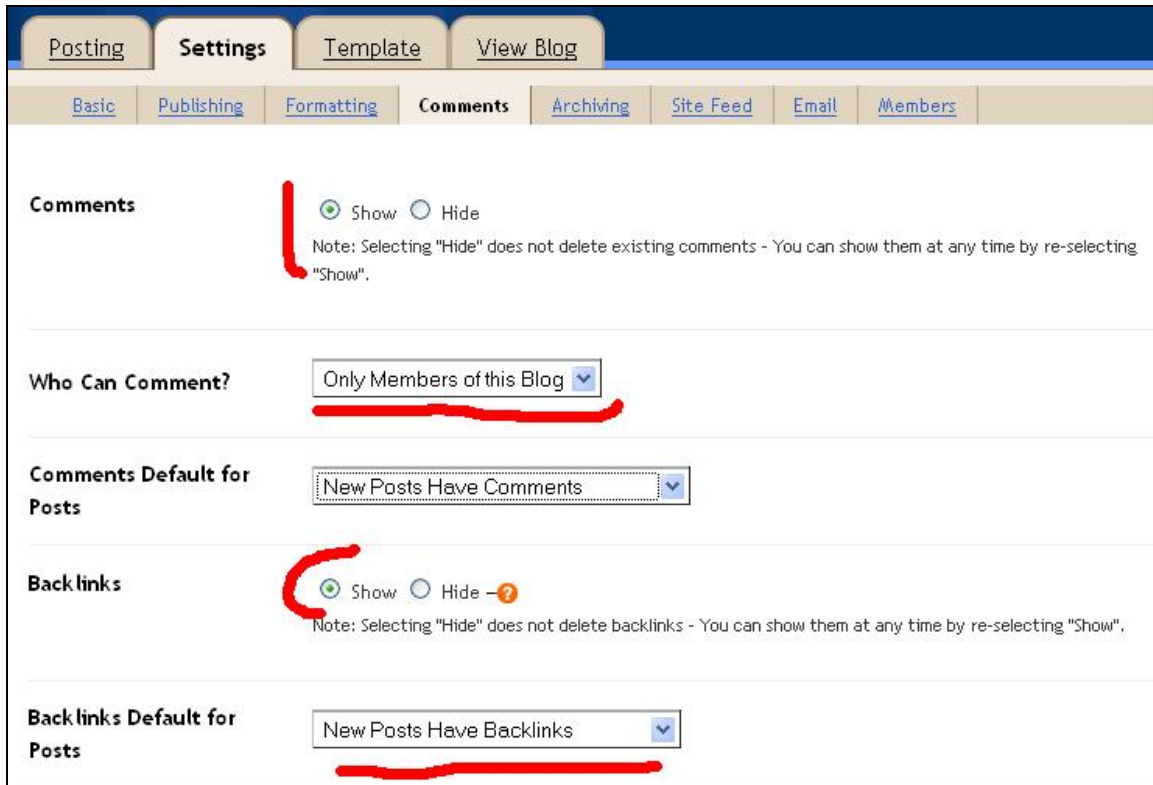 Posting Settings Template View Blog
Basic Publishing Formatting Comments Archiving Site Feed Email Members
Comments
Show Hide
Note: Selecting "Hide" does not delete existing comments - You can show them at any time by re-selecting
"Show".
Who Can Comment?
Only Members of this Blog
Comments Default for
Posts
New Posts Have Comments
Backlinks
Show Hide –?
Note: Selecting "Hide" does not delete backlinks - You can show them at any time by re-selecting "Show".
Backlinks Default for
Posts
New Posts Have Backlinks